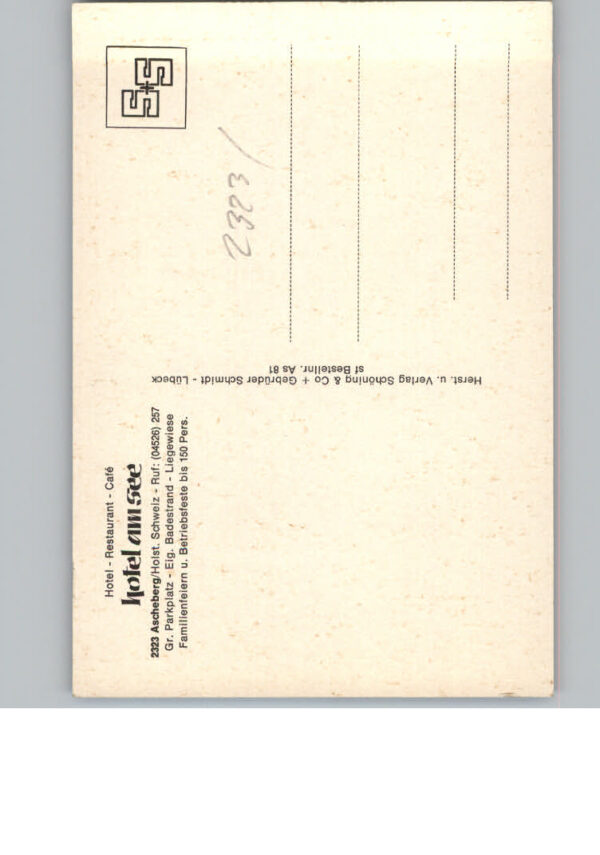 Hotel - Restaurant - Café
hotel am see
2323 Ascheberg/Holst. Schweiz - Ruf: (04526) 257
Gr. Parkplatz - Eig. Badestrand - Liegewiese
Familienfeiern u. Betriebsfeste bis 150 Pers.
Herst. u. Verlag Schöning & Co + Gebrüder Schmidt - Lübeck
sf Bestellnr. As 81
S+S
2323 /